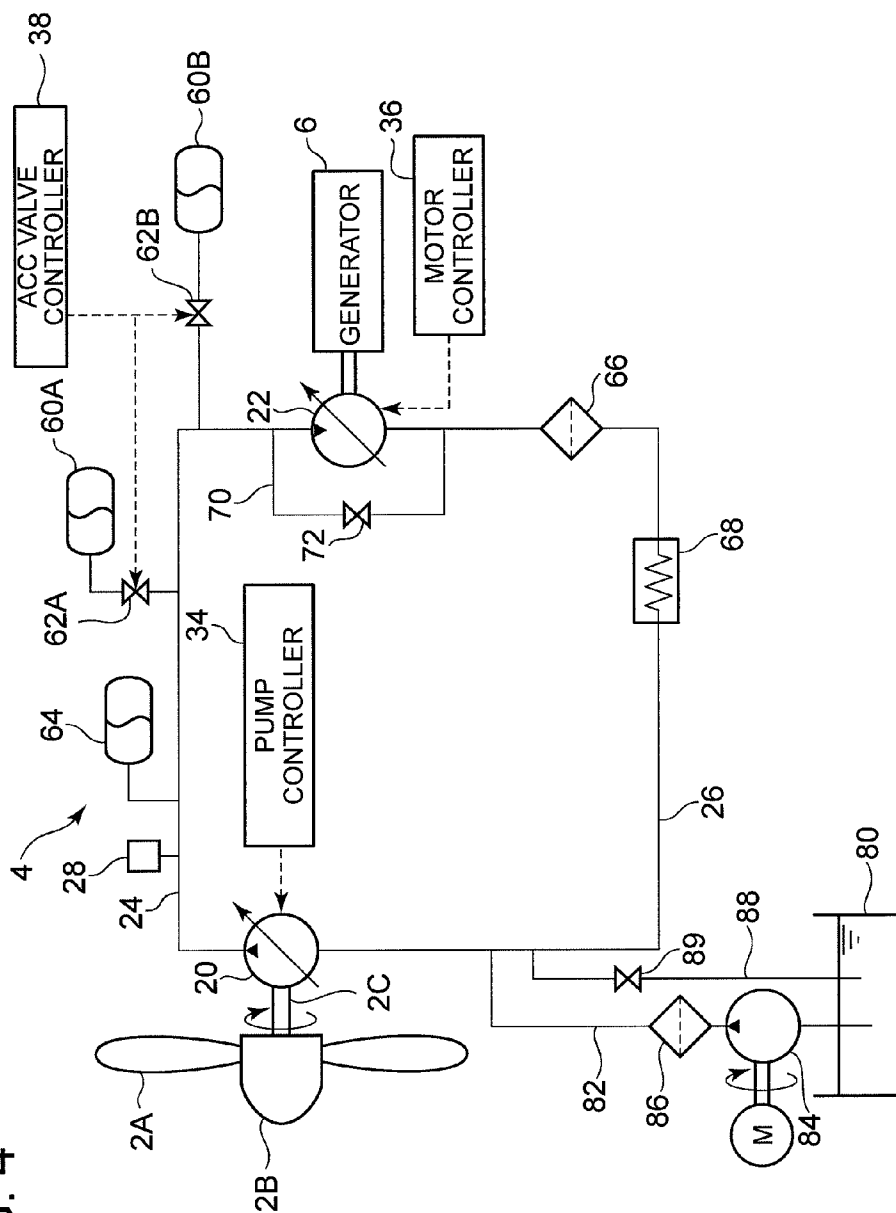 . 4
4
ACC VALVE
CONTROLLER
38
60A
64
28
62A
24
2A
62B
60B
34
20
70
22
6
2B
PUMP
CONTROLLER
72
GENERATOR
2C
36
MOTOR
CONTROLLER
82
66
86
89
26
68
M
84
88
80